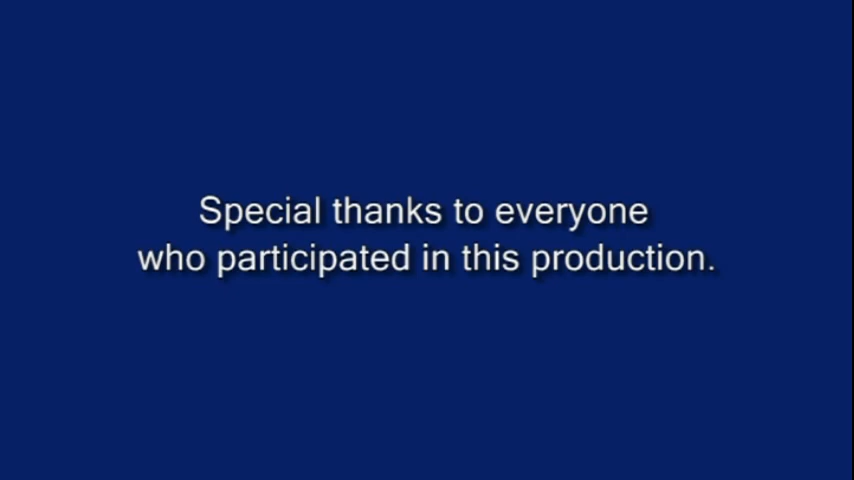 Special thanks to everyone
who participated in this production.